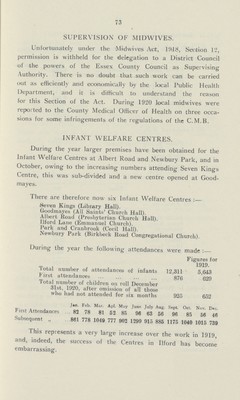 73
SUPERVISION OF MIDWIVES.
Unfortunately under the Midwives Act, 1918, Section 12,
permission is withheld for the delegation to a District Council
of the powers of the Essex County Council as Supervising
Authority. There is no doubt that such work can be carried
out as efficiently and economically by the local Public Health
Department, and it is difficult to understand the reason
for this Section of the Act. During 1920 local midwives were
reported to the County Medical Officer of Health on three occa-
sions for some infringements of the regulations of the C.M.B.
INFANT WELFARE CENTRES.
During the year larger premises have been obtained for the
Infant Welfare Centres at Albert Road and Newbury Park, and in
October, owing to the increasing numbers attending Seven Kings
Centre, this was sub-divided and a new centre opened at Good-
mayes.
There are therefore now six Infant Welfare Centres :—
Seven Kings (Library Hall).
Goodmayes (All Saints' Church Hall).
Albert Road (Presbyterian Church Hall).
Ilford Lane (Emmanuel Church).
Park and Cranbrook (Cecil Hall).
Newbury Park (Birkbeck Road Congregational Church).
During the year the following attendances were made :—
Figures for
1919.
Total number of attendances of infants 12,311 5,643
First attendances 876 629
Total number of children on roll December
31st, 1920, after omission of all those
who had not attended for six months 925 652
Jan. Feb. Mar. Apl. May June July Aug. Sept. Oct. Nov. Dec.
First Attendances 82 78 81 53 85 96 63 56 96 85 56 46
Subsequent „ 881 778 1049 777 902 1299 915 885 1175 1040 1015 739
This represents a very large increase over the work in 1919,
and, indeed, the success of the Centres in Ilford has become
embarrassing.